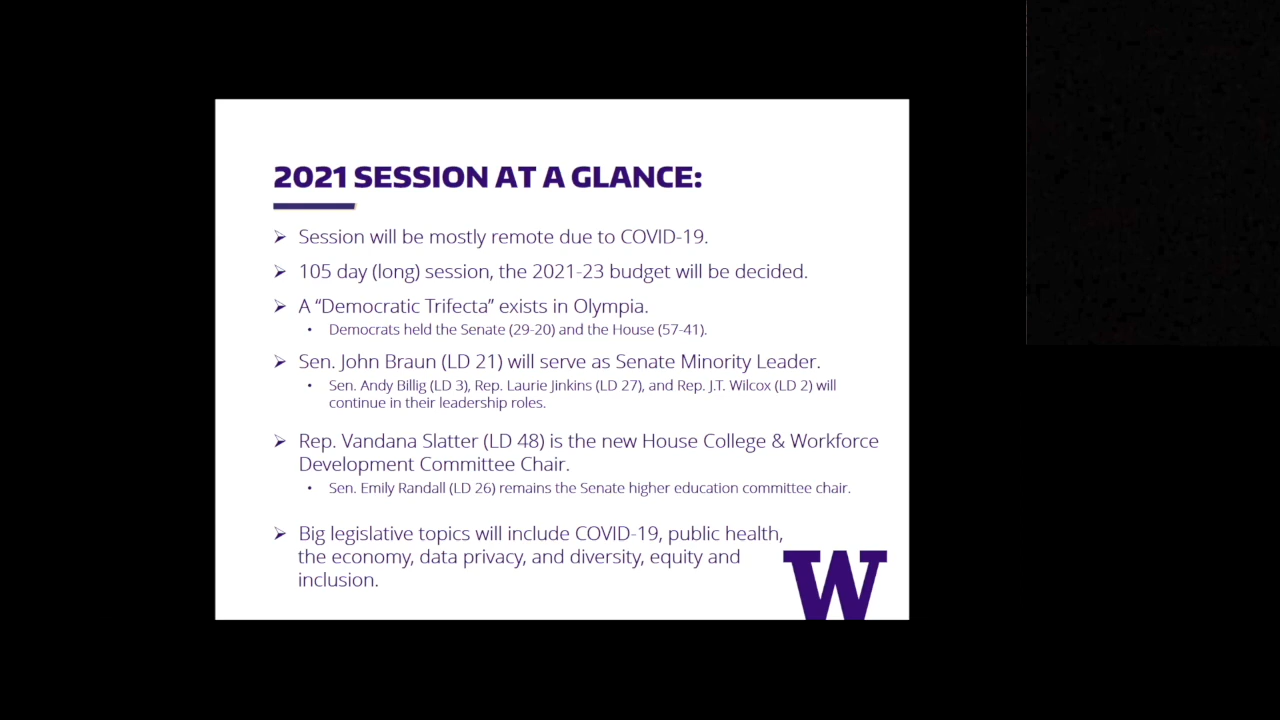 2021 SESSION AT A GLANCE:
➢ Session will be mostly remote due to COVID-19.
➢ 105 day (long) session, the 2021-23 budget will be decided.
➢ A “Democratic Trifecta” exists in Olympia.
• Democrats held the Senate (29-20) and the House (57-41).
➢ Sen. John Braun (LD 21) will serve as Senate Minority Leader.
• Sen. Andy Billig (LD 3), Rep. Laurie Jinkins (LD 27), and Rep. J.T. Wilcox (LD 2) will
continue in their leadership roles.
➢ Rep. Vandana Slatter (LD 48) is the new House College & Workforce
Development Committee Chair.
• Sen. Emily Randall (LD 26) remains the Senate higher education committee chair.
➢ Big legislative topics will include COVID-19, public health,
the economy, data privacy, and diversity, equity and
inclusion.
W